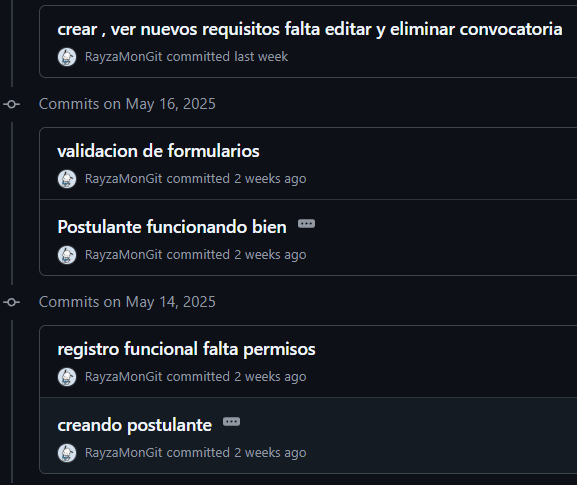 crear , ver nuevos requisitos falta editar y eliminar convocatoria
RayzaMonGit committed last week
Commits on May 16, 2025
validacion de formularios
RayzaMonGit committed 2 weeks ago
Postulante funcionando bien
RayzaMonGit committed 2 weeks ago
Commits on May 14, 2025
registro funcional falta permisos
RayzaMonGit committed 2 weeks ago
creando postulante
RayzaMonGit committed 2 weeks ago